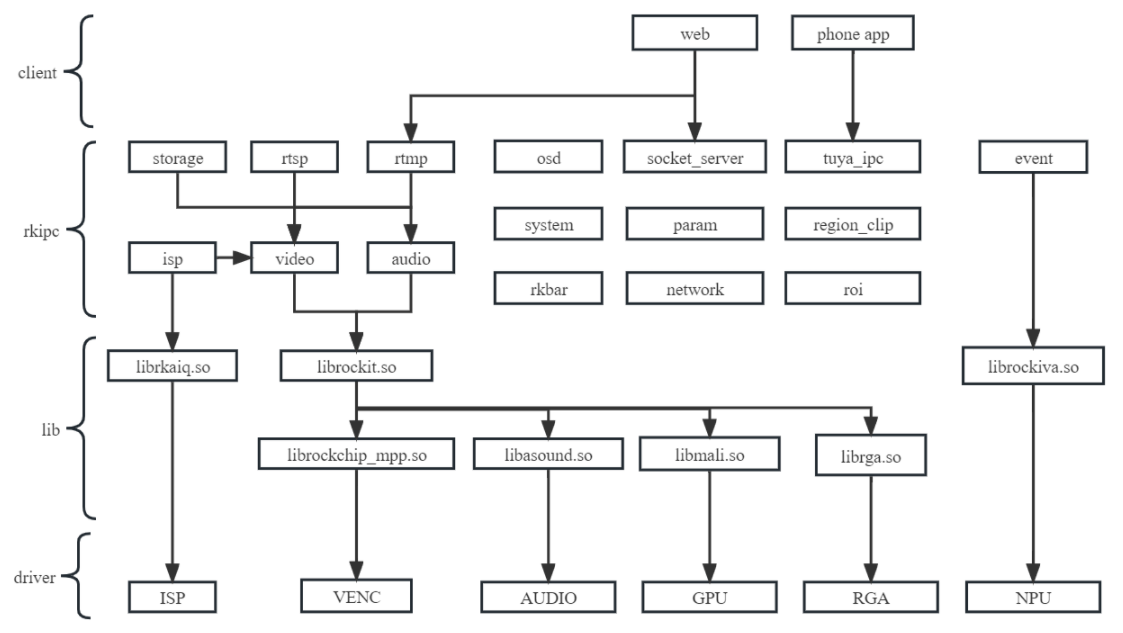 web
phone app
client
storage
rtsp
rtmp
osd
socket_server
tuya_ipc
event
system
param
region_clip
rkipc
isp
video
audio
rkbar
network
roi
librkaiq.so
librockit.so
librockiva.so
lib
librockchip_mpp.so
libasound.so
libmali.so
librga.so
driver
ISP
VENC
AUDIO
GPU
RGA
NPU